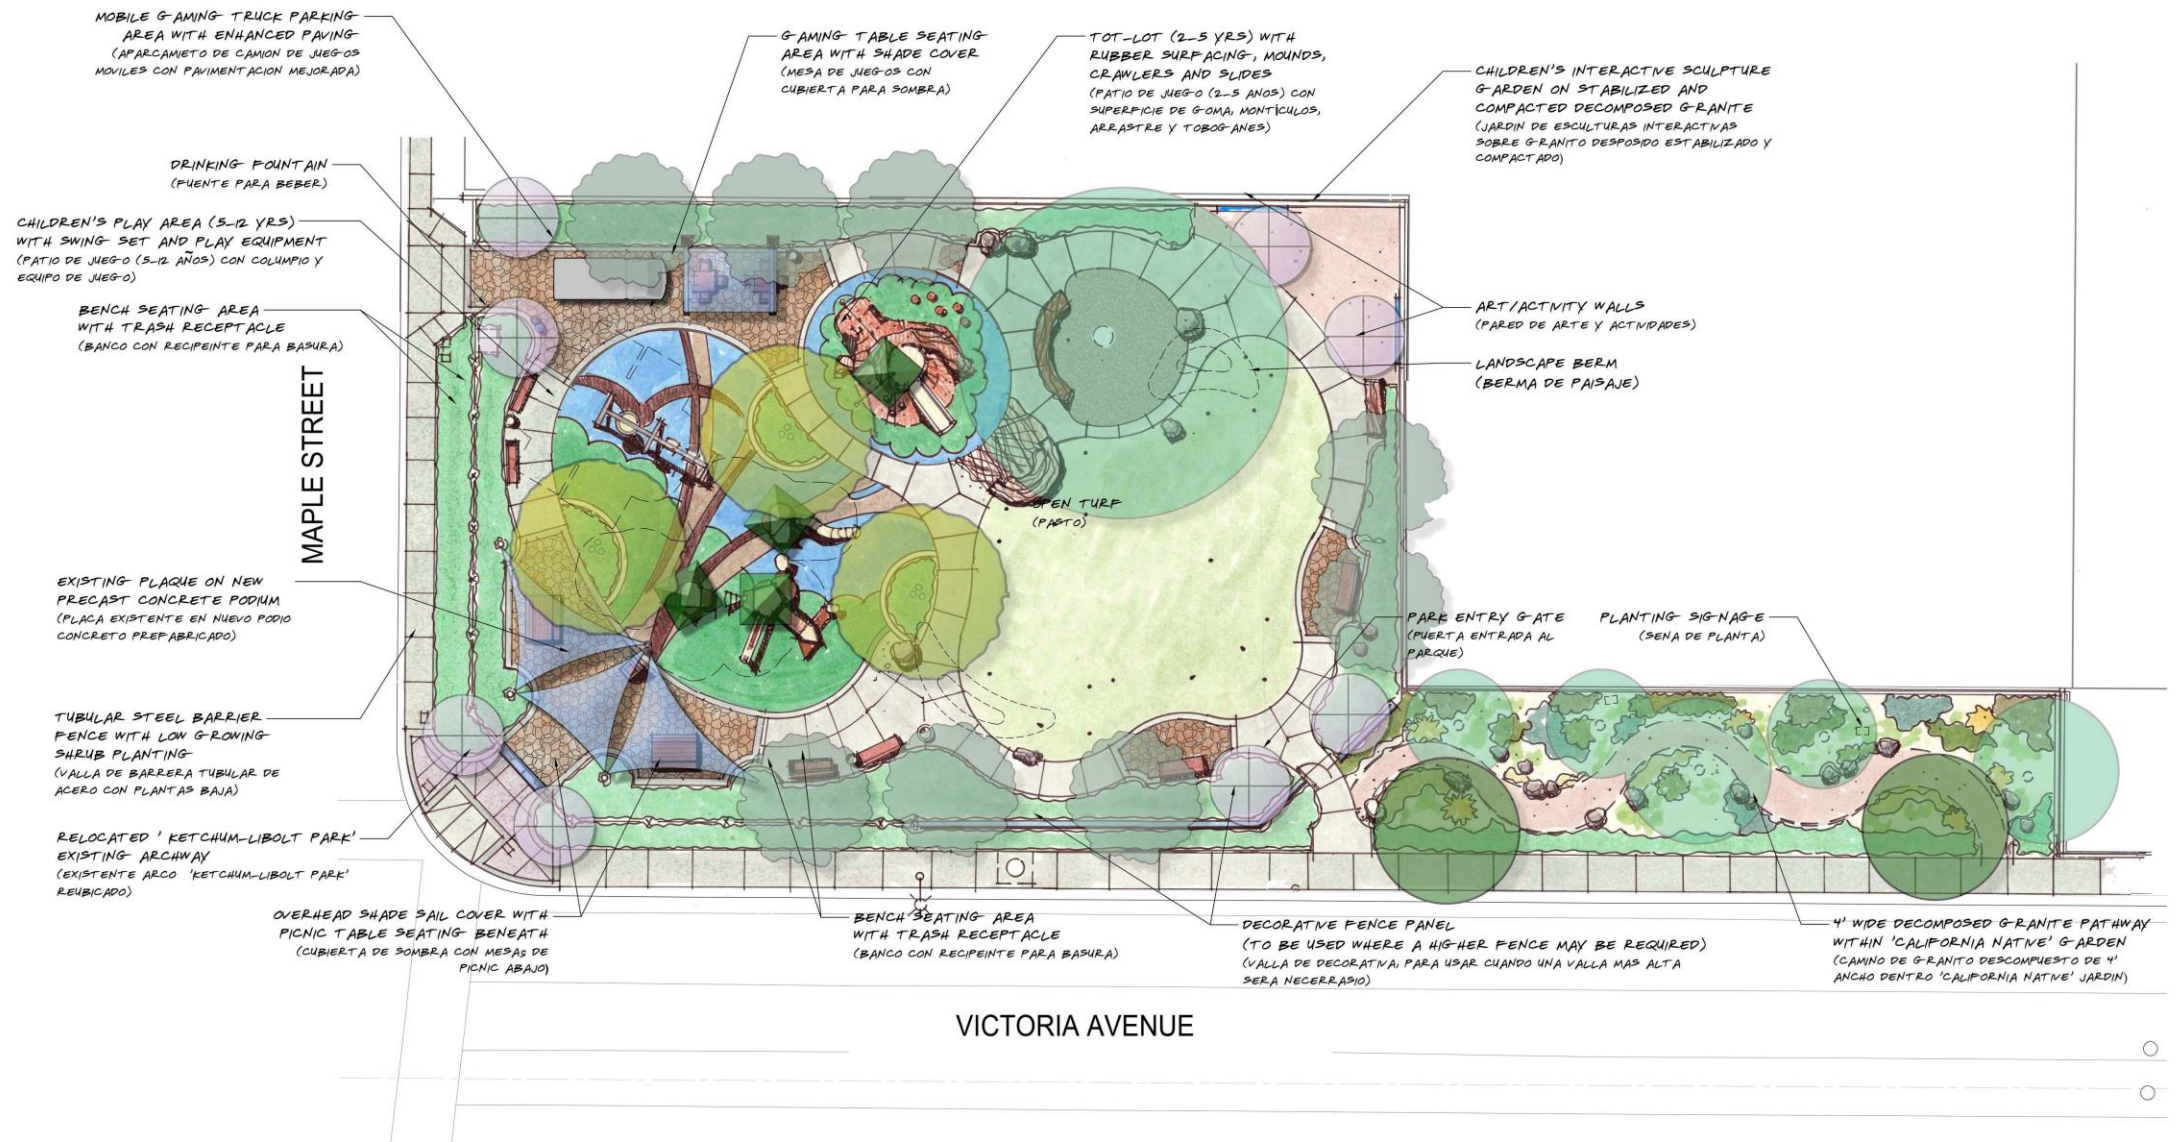 MOBILE GAMING TRUCK PARKING
AREA WITH ENHANCED PAVING
(APARCAMIETO DE CAMION DE JUEGOS
MOVILES CON PAVIMENTACION MEJORADA)
GAMING TABLE SEATING
AREA WITH SHADE COVER
(MESA DE JUEGOS CON
CUBIERTA PARA SOMBRA)
TOT-LOT (2-5 YRS) WITH
RUBBER SURFACING, MOUNDS,
CRAWLERS AND SLIDES
(PATIO DE JUEGO (2-5 ANOS) CON
SUPERFICIE DE GOMA, MONTÍCULOS,
ARRASTRE Y TOBOGANES)
CHILDREN'S INTERACTIVE SCULPTURE
GARDEN ON STABILIZED AND
COMPACTED DECOMPOSED GRANITE
(JARDIN DE ESCULTURAS INTERACTIVAS
SOBRE GRANITO DESPOSIDO ESTABILIZADO Y
COMPACTADO)
DRINKING FOUNTAIN
(FUENTE PARA BEBER)
CHILDREN'S PLAY AREA (5-12 YRS)
WITH SWING SET AND PLAY EQUIPMENT
(PATIO DE JUEGO (5-12 AÑOS) CON COLUMPIO Y
EQUIPO DE JUEGO)
BENCH SEATING AREA
WITH TRASH RECEPTACLE
(BANCO CON RECIPEINTE PARA BASURA)
MAPLE STREET
ART/ACTIVITY WALLS
(PARED DE ARTE Y ACTIVIDADES)
LANDSCAPE BERM
(BERMA DE PAISAJE)
OPEN TURF
(PASTO)
EXISTING PLAQUE ON NEW
PRECAST CONCRETE PODIUM
(PLACA EXISTENTE EN NUEVO PODIO
CONCRETO PREFABRICADO)
PARK ENTRY GATE
(PUERTA ENTRADA AL
PARQUE)
PLANTING SIGNAGE
(SENA DE PLANTA)
TUBULAR STEEL BARRIER
FENCE WITH LOW GROWING
SHRUB PLANTING
(VALLA DE BARRERA TUBULAR DE
ACERO CON PLANTAS BAJA)
RELOCATED ' KETCHUM-LIBOLT PARK'
EXISTING ARCHWAY
(EXISTENTE ARCO 'KETCHUM-LIBOLT PARK'
REUBICADO)
OVERHEAD SHADE SAIL COVER WITH
PICNIC TABLE SEATING BENEATH
(CUBIERTA DE SOMBRA CON MESAS DE
PICNIC ABAJO)
BENCH SEATING AREA
WITH TRASH RECEPTACLE
(BANCO CON RECIPEINTE PARA BASURA)
DECORATIVE FENCE PANEL
(TO BE USED WHERE A HIGHER FENCE MAY BE REQUIRED)
(VALLA DE DECORATIVA, PARA USAR CUANDO UNA VALLA MAS ALTA
SERA NECERRASIO)
4' WIDE DECOMPOSED GRANITE PATHWAY
WITHIN 'CALIFORNIA NATIVE' GARDEN
(CAMINO DE GRANITO DESCOMPUESTO DE 4'
ANCHO DENTRO 'CALIFORNIA NATIVE' JARDIN)
VICTORIA AVENUE